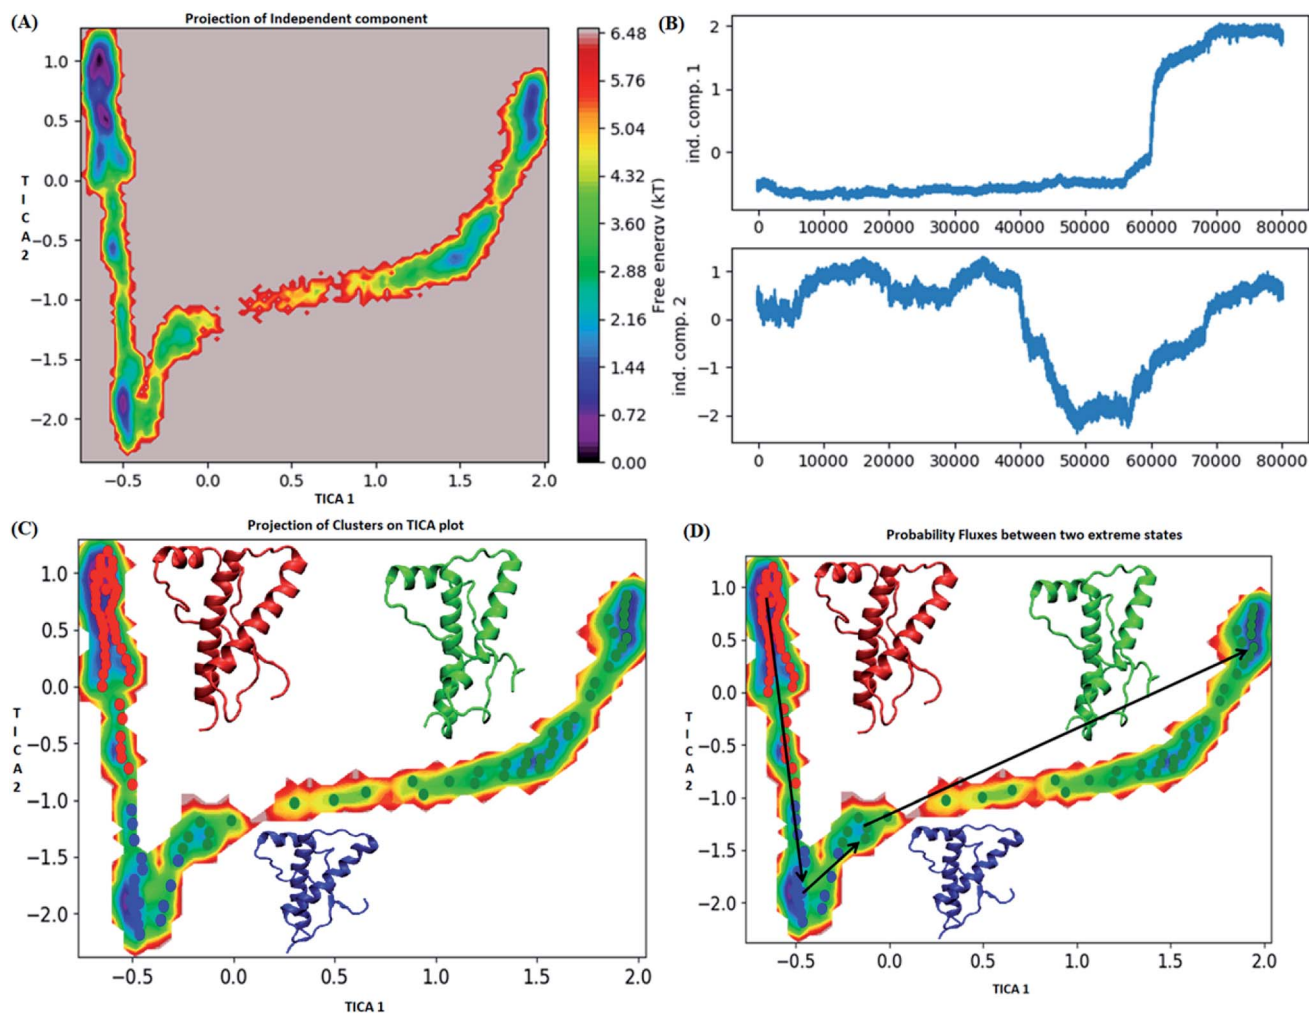 (A)
Projection of Independent component
1.0
0.5
0.0
−0.5
−1.0
−1.5
−2.0
T
I
C
A
2
−0.5 0.0 0.5 1.0 1.5 2.0
TICA 1
6.48
5.76
5.04
4.32
3.60
2.88
2.16
1.44
0.72
0.00
Free energy (kT)
(B)
ind. comp. 1
2
1
0
0 10000 20000 30000 40000 50000 60000 70000 80000
ind. comp. 2
1
0
−1
−2
0 10000 20000 30000 40000 50000 60000 70000 80000
(C)
Projection of Clusters on TICA plot
1.0
0.5
0.0
−0.5
−1.0
−1.5
−2.0
T
I
C
A
2
−0.5 0.0 0.5 1.0 1.5 2.0
TICA 1
(D)
Probability Fluxes between two extreme states
1.0
0.5
0.0
−0.5
−1.0
−1.5
−2.0
T
I
C
A
2
−0.5 0.0 0.5 1.0 1.5 2.0
TICA 1